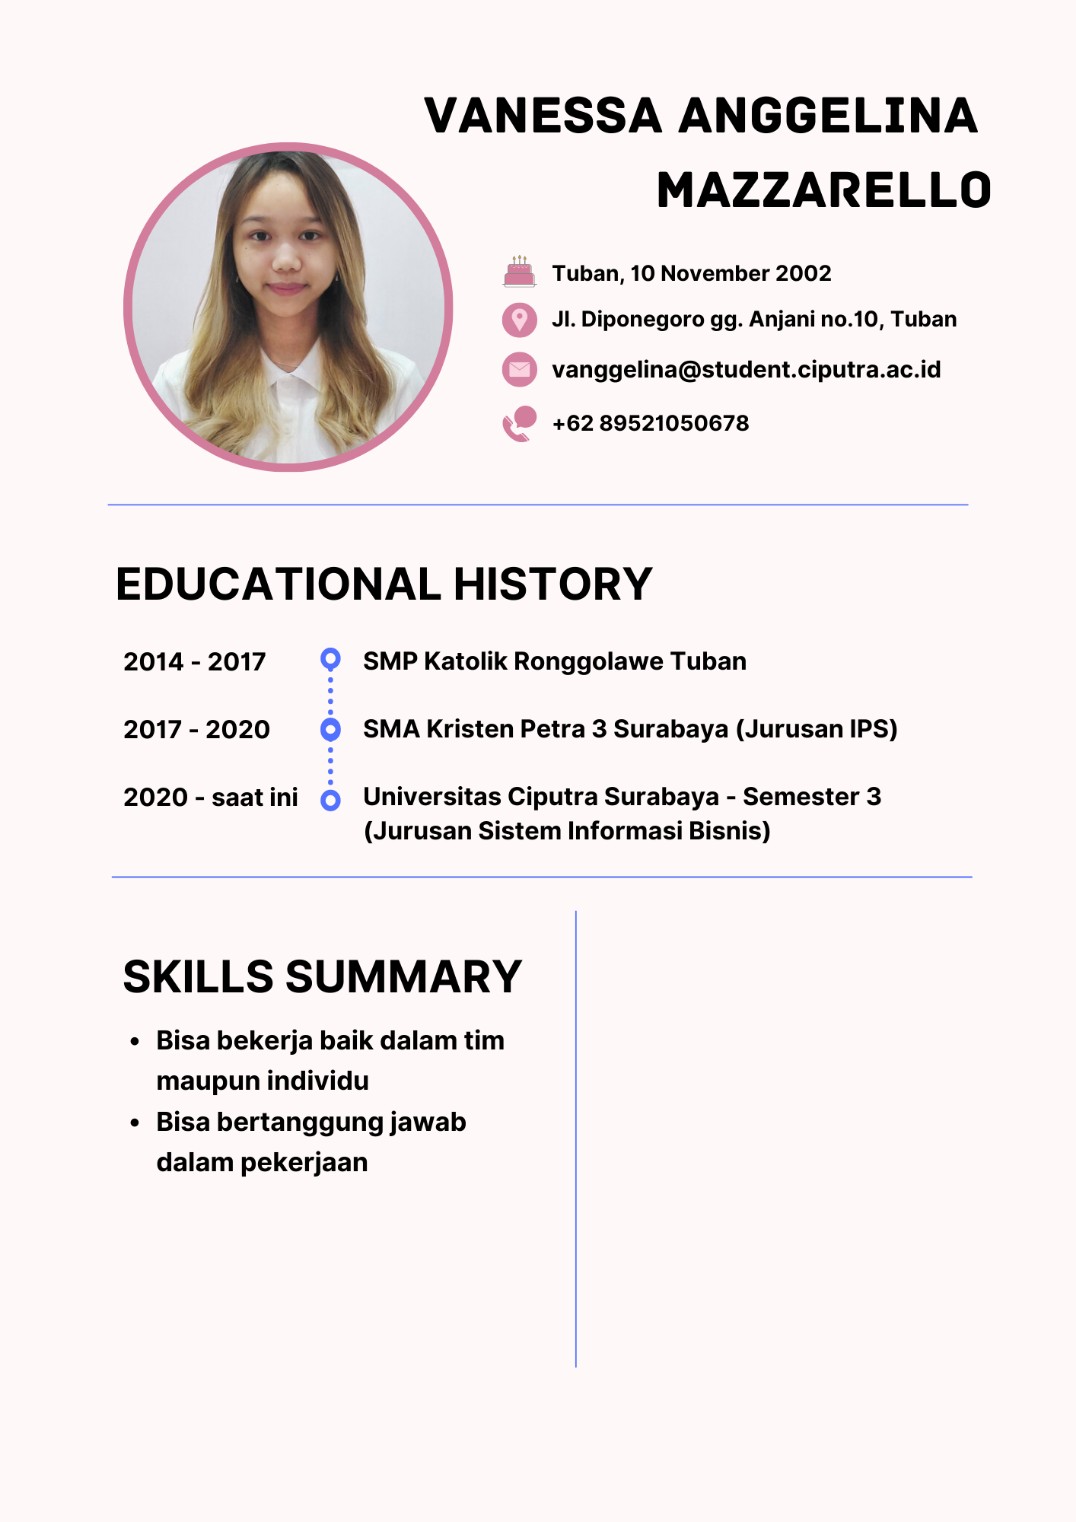 VANESSA ANGGELINA
MAZZARELLO
Tuban, 10 November 2002
Jl. Diponegoro gg. Anjani no.10, Tuban
vanggelina@student.ciputra.ac.id
+62 89521050678
EDUCATIONAL HISTORY
2014 - 2017 SMP Katolik Ronggolawe Tuban
2017 - 2020 SMA Kristen Petra 3 Surabaya (Jurusan IPS)
2020 - saat ini Universitas Ciputra Surabaya - Semester 3
(Jurusan Sistem Informasi Bisnis)
SKILLS SUMMARY
• Bisa bekerja baik dalam tim
maupun individu
• Bisa bertanggung jawab
dalam pekerjaan